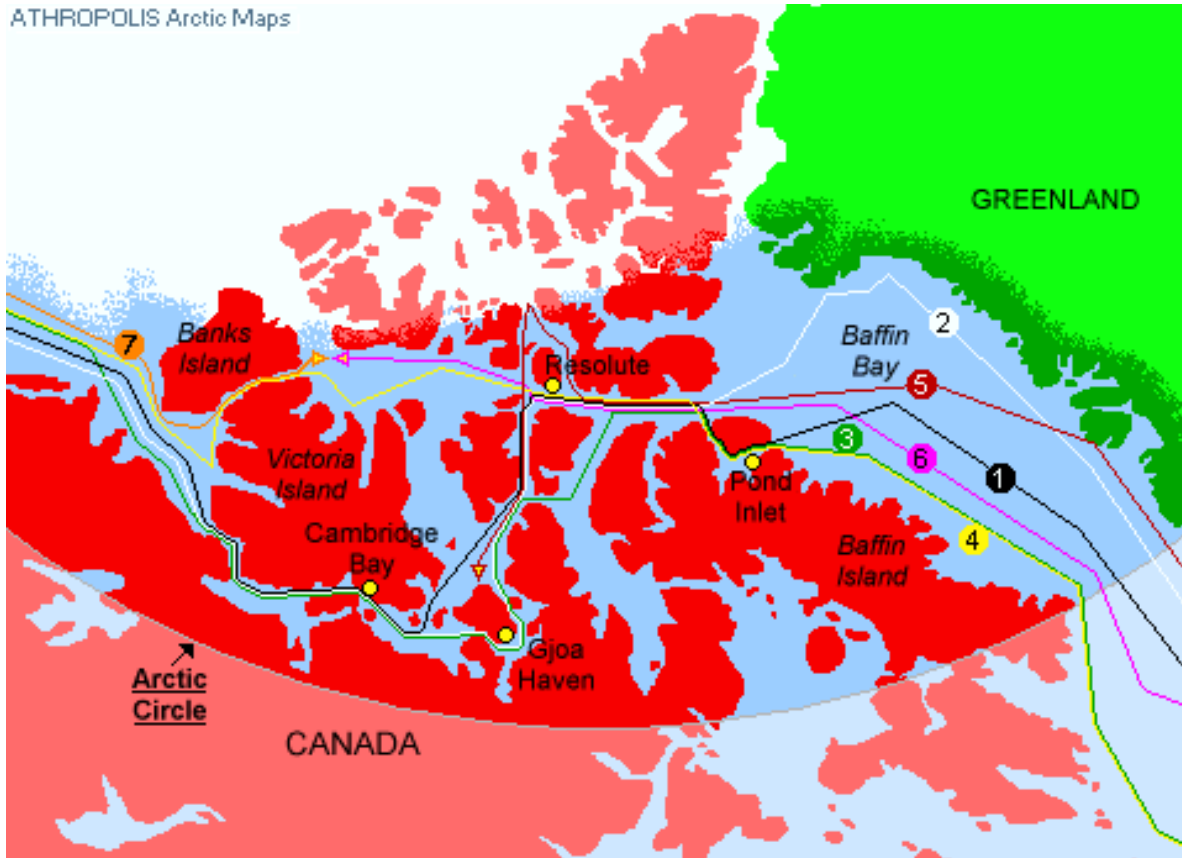 ATHROPOLIS Arctic Maps
GREENLAND
7
Banks
Island
2
Baffin
Bay
Resolute
5
3
6
1
Victoria
Island
Pond
Inlet
4
Cambridge
Bay
Baffin
Island
Gjoa
Haven
Arctic
Circle
CANADA